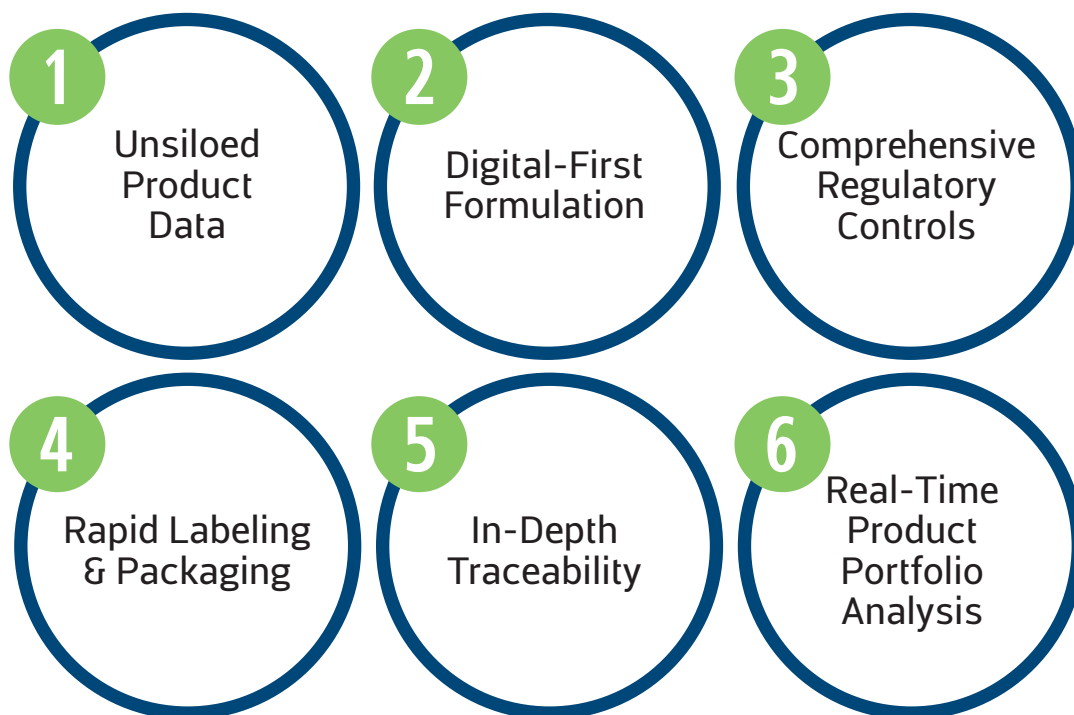 1
Unsiloed
Product
Data
2
Digital-First
Formulation
3
Comprehensive
Regulatory
Controls
4
Rapid Labeling
& Packaging
5
In-Depth
Traceability
6
Real-Time
Product
Portfolio
Analysis